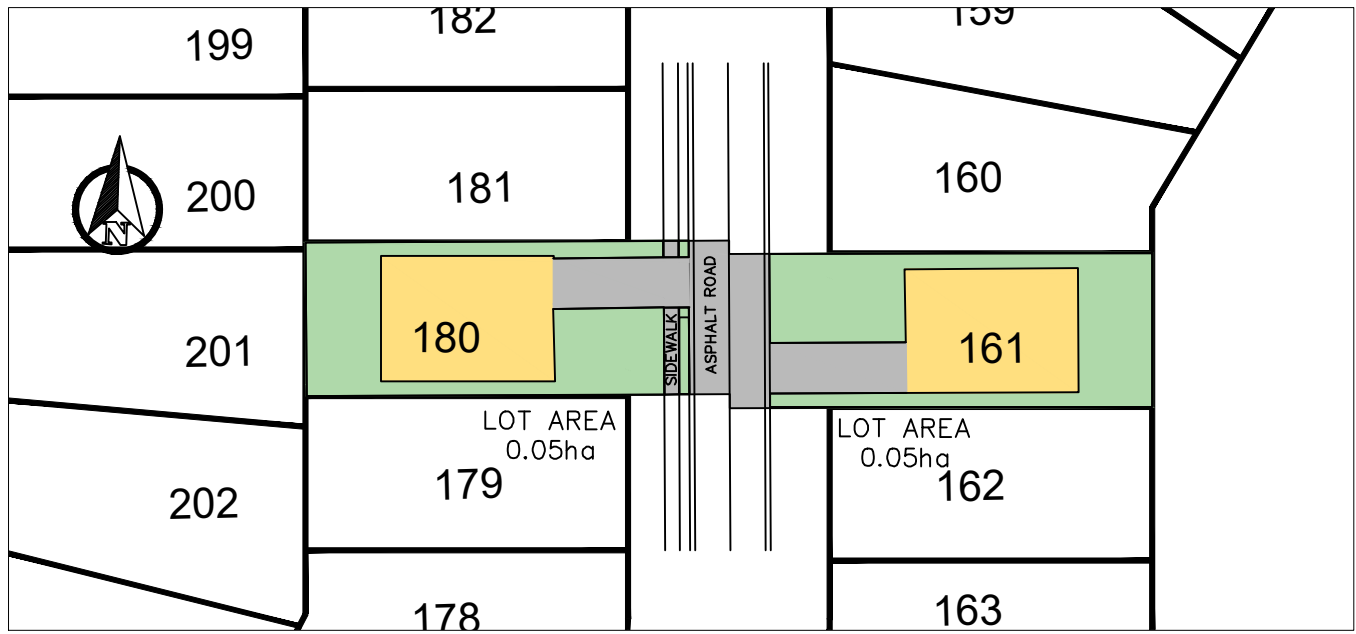 182
159
199
181
160
200
N
180
SIDEWALK
ASPHALT ROAD
161
201
LOT AREA
0.05ha
LOT AREA
0.05ha
179
162
202
178
163